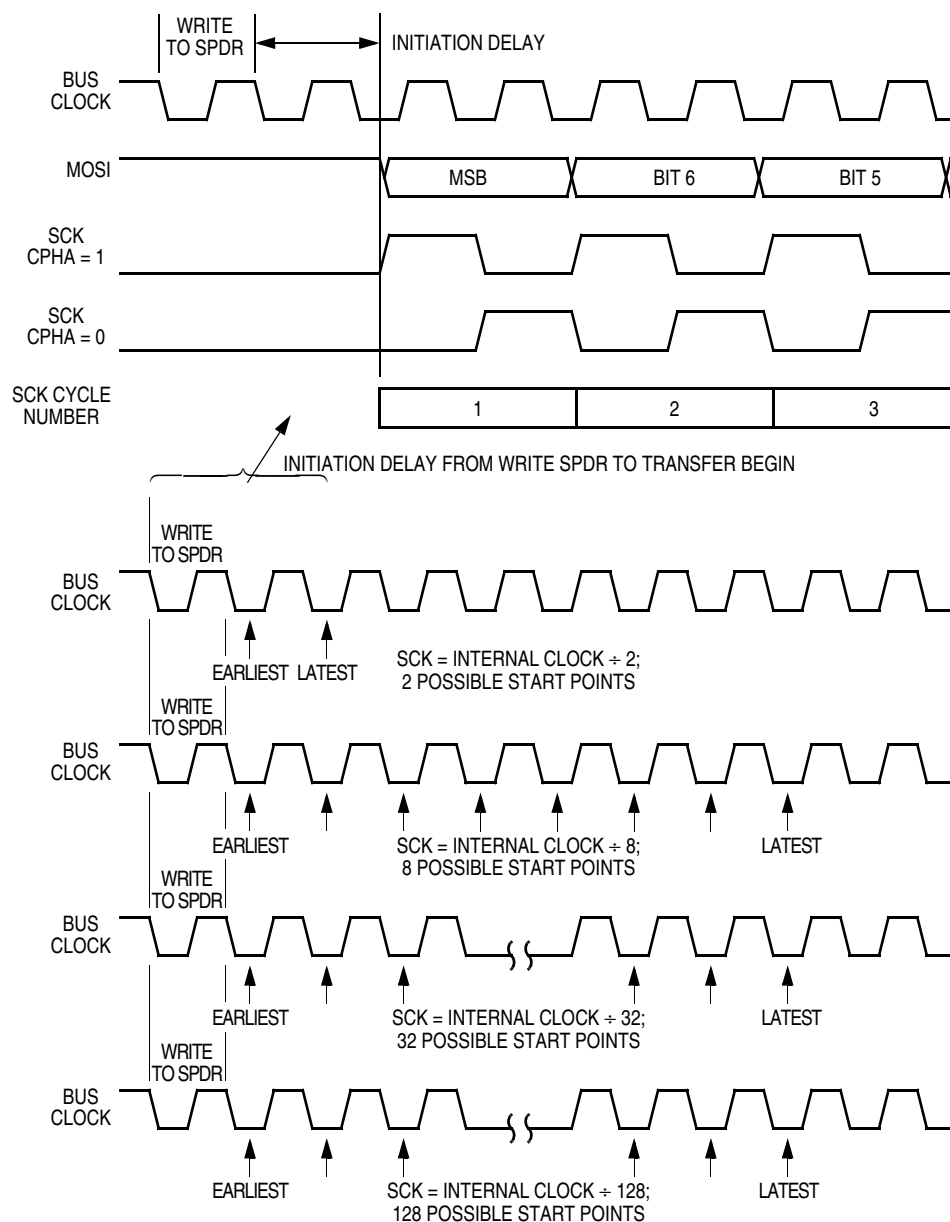 WRITE
TO SPDR
INITIATION DELAY
BUS
CLOCK
MOSI
MSB
BIT 6
BIT 5
SCK
CPHA = 1
SCK
CPHA = 0
SCK CYCLE
NUMBER
1
2
3
INITIATION DELAY FROM WRITE SPDR TO TRANSFER BEGIN
WRITE
TO SPDR
BUS
CLOCK
EARLIEST
LATEST
SCK = INTERNAL CLOCK ÷ 2;
2 POSSIBLE START POINTS
WRITE
TO SPDR
BUS
CLOCK
EARLIEST
SCK = INTERNAL CLOCK ÷ 8;
8 POSSIBLE START POINTS
LATEST
WRITE
TO SPDR
BUS
CLOCK
EARLIEST
SCK = INTERNAL CLOCK ÷ 32;
32 POSSIBLE START POINTS
LATEST
WRITE
TO SPDR
BUS
CLOCK
EARLIEST
SCK = INTERNAL CLOCK ÷ 128;
128 POSSIBLE START POINTS
LATEST